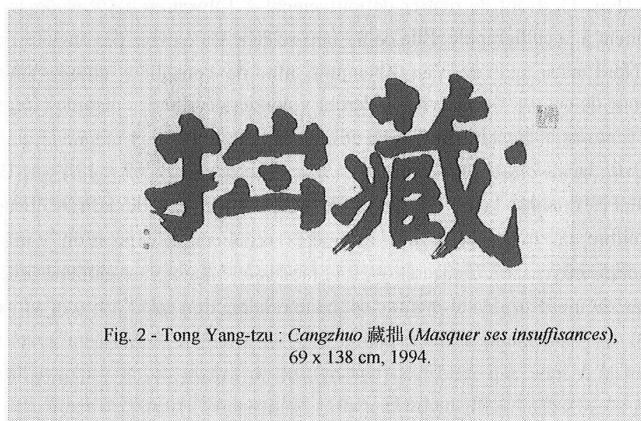 藏拙
Fig. 2 - Tong Yang-tzu : Cangzhuo 藏拙 (Masquer ses insuffisances),
69 x 138 cm, 1994.